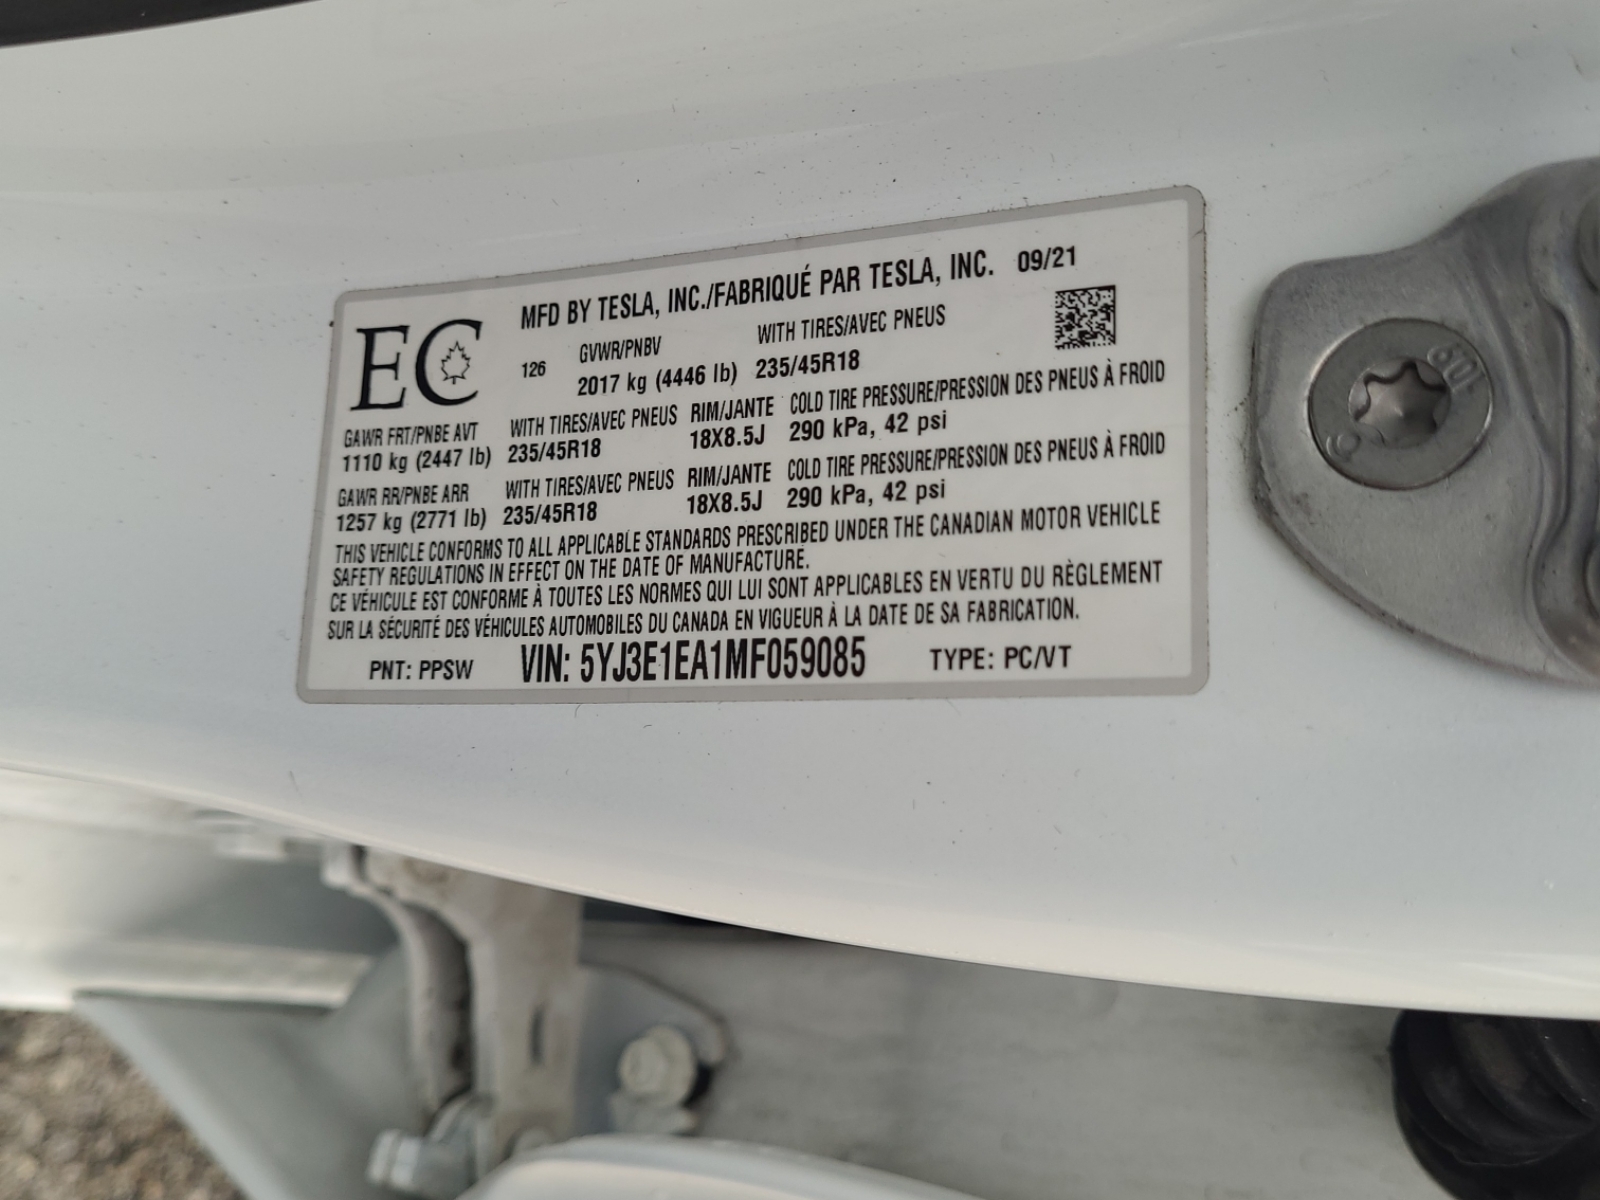 MFD BY TESLA, INC./FABRIQUÉ PAR TESLA, INC. 09/21
EC
126
GVWR/PNBV
2017 kg (4446 lb)
WITH TIRES/AVEC PNEUS
235/45R18
GAWR FRT/PNBE AVT
1110 kg (2447 lb)
WITH TIRES/AVEC PNEUS
235/45R18
RIM/JANTE
18X8.5J
COLD TIRE PRESSURE/PRESSION DES PNEUS À FROID
290 kPa, 42 psi
GAWR RR/PNBE ARR
1257 kg (2771 lb)
WITH TIRES/AVEC PNEUS
235/45R18
RIM/JANTE
18X8.5J
COLD TIRE PRESSURE/PRESSION DES PNEUS À FROID
290 kPa, 42 psi
THIS VEHICLE CONFORMS TO ALL APPLICABLE STANDARDS PRESCRIBED UNDER THE CANADIAN MOTOR VEHICLE
SAFETY REGULATIONS IN EFFECT ON THE DATE OF MANUFACTURE.
CE VÉHICULE EST CONFORME À TOUTES LES NORMES QUI LUI SONT APPLICABLES EN VERTU DU RÈGLEMENT
SUR LA SÉCURITÉ DES VÉHICULES AUTOMOBILES DU CANADA EN VIGUEUR À LA DATE DE SA FABRICATION.
PNT: PPSW
VIN: 5YJ3E1EA1MF059085
TYPE: PC/VT